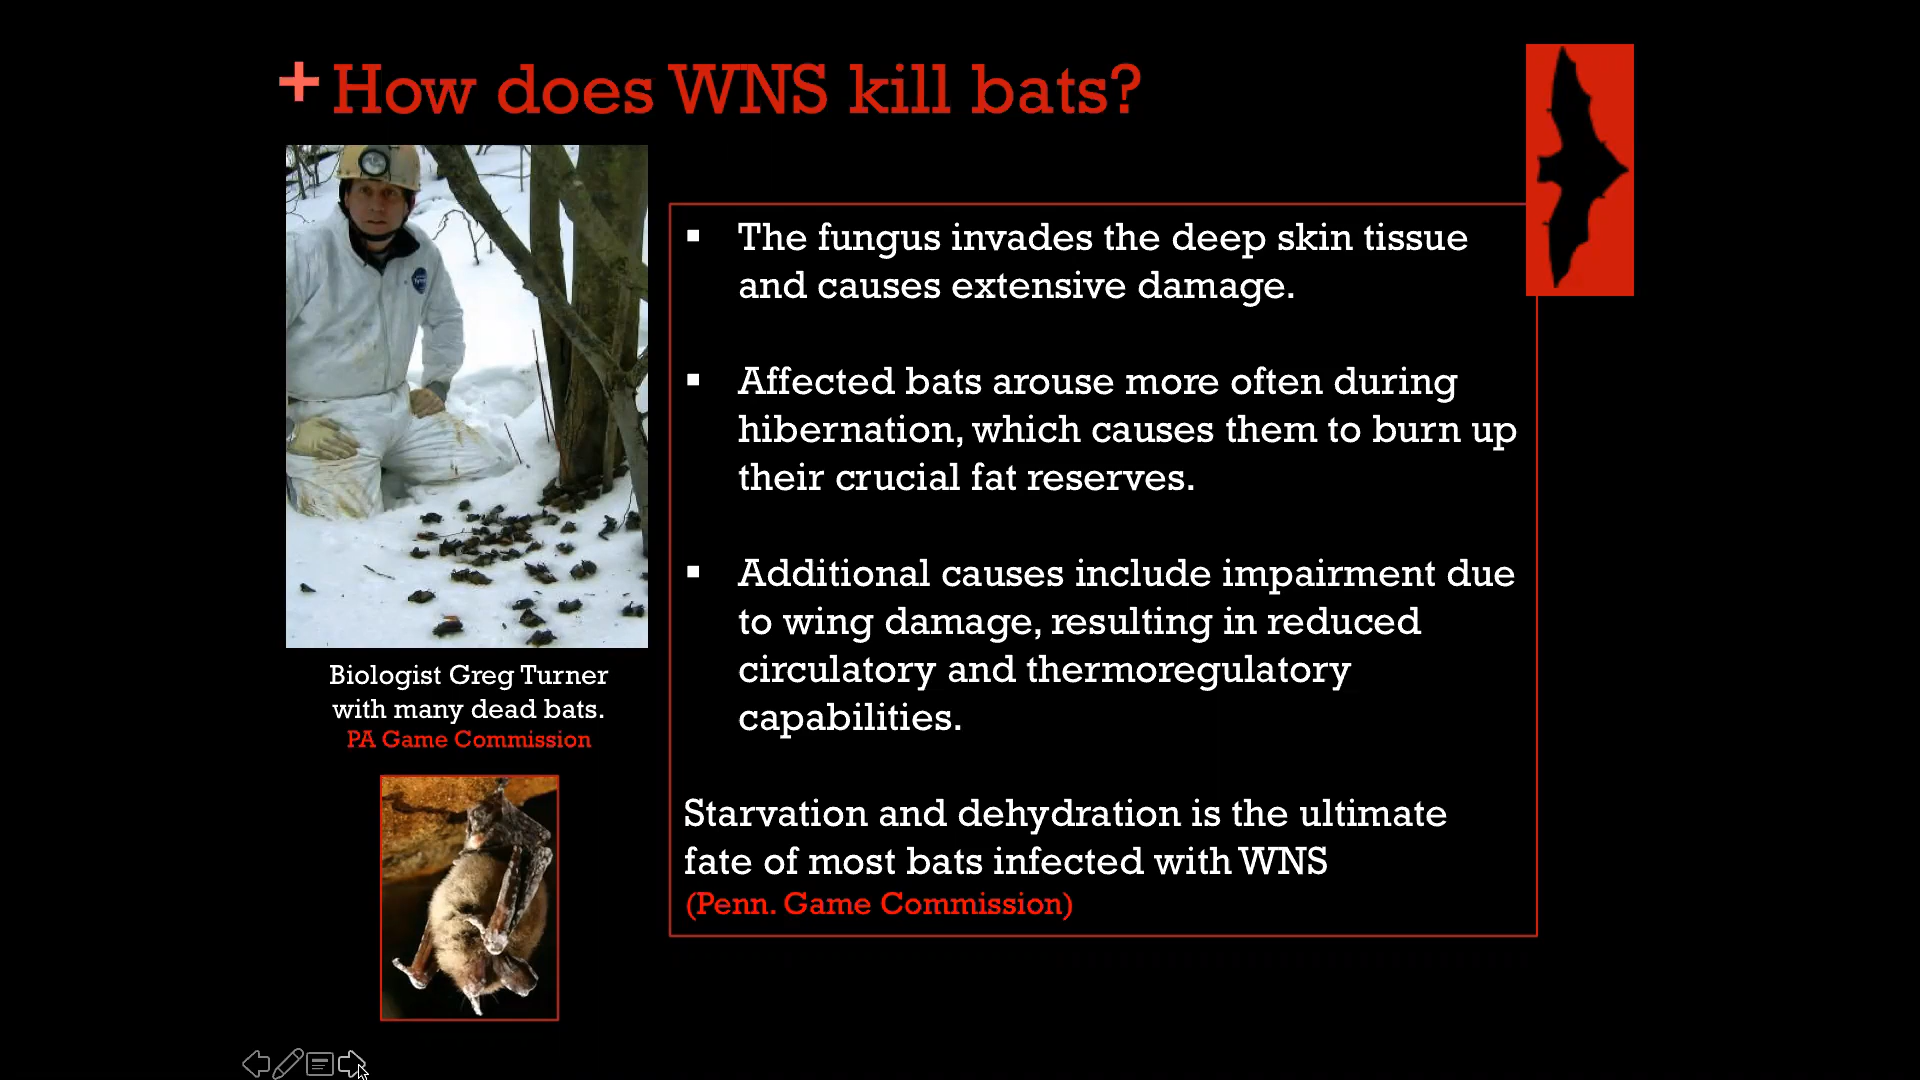 + How does WNS kill bats?
▪ The fungus invades the deep skin tissue
and causes extensive damage.
▪ Affected bats arouse more often during
hibernation, which causes them to burn up
their crucial fat reserves.
▪ Additional causes include impairment due
to wing damage, resulting in reduced
circulatory and thermoregulatory
capabilities.
Starvation and dehydration is the ultimate
fate of most bats infected with WNS
(Penn. Game Commission)
Biologist Greg Turner
with many dead bats.
PA Game Commission